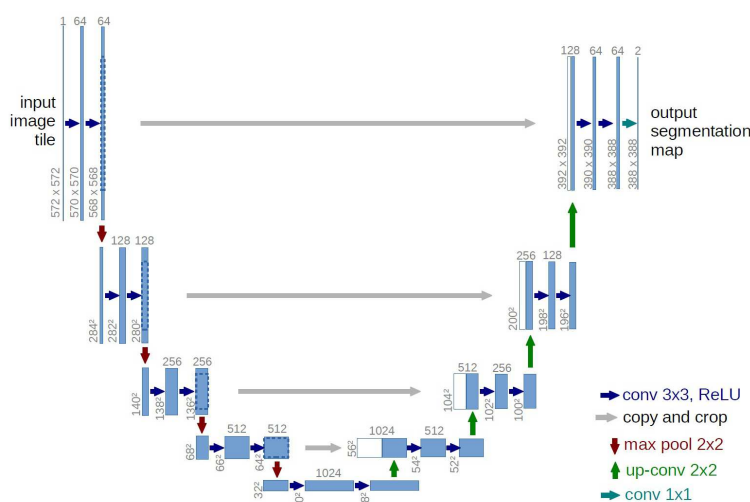 1 64 64
128 64 64 2
input
image
tile
output
segmentation
map
572 x 572
570 x 570
568 x 568
392 x 392
390 x 390
388 x 388
388 x 388
128 128
256 128
284²
282²
280²
200²
198²
196²
256 256
512 256
140²
138²
136²
104²
102²
100²
conv 3x3, ReLU
copy and crop
max pool 2x2
up-conv 2x2
conv 1x1
512 512
1024 512
68²
66²
64²
56²
54²
52²
1024
32²